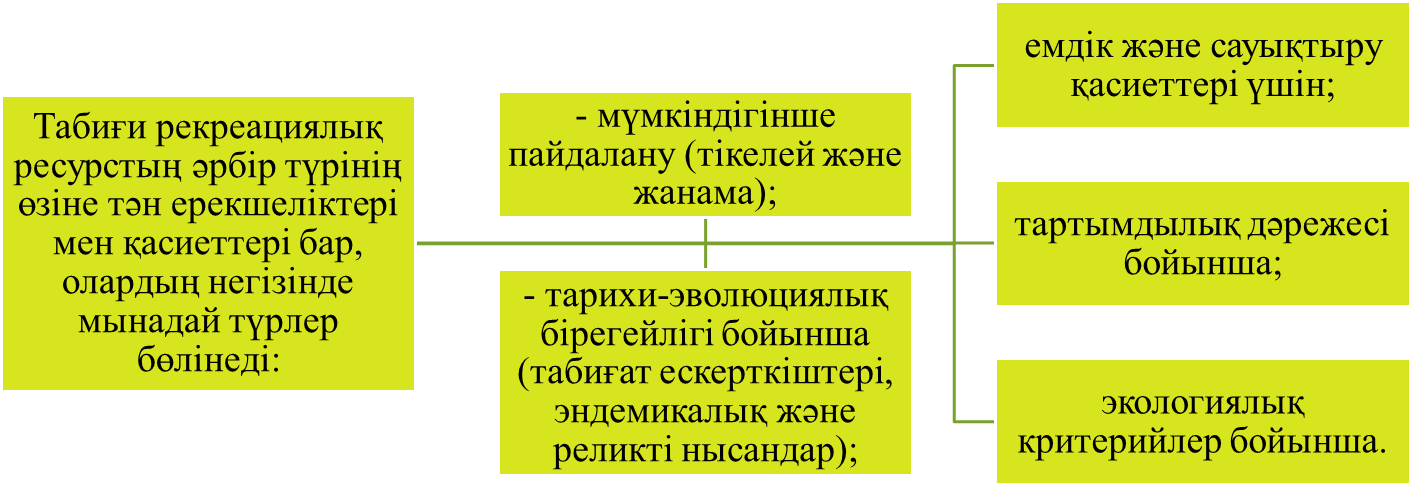 Табиғи рекреациялық
ресурстың әрбір түрінің
өзіне тән ерекшеліктері
мен қасиеттері бар,
олардың негізінде
мынадай түрлер
бөлінеді:
- мүмкіндігінше
пайдалану (тікелей және
жанама);
- тарихи-эволюциялық
бірегейлігі бойынша
(табиғат ескерткіштері,
эндемикалық және
реликті нысандар);
емдік және сауықтыру
қасиеттері үшін;
тартымдылық дәрежесі
бойынша;
экологиялық
критерийлер бойынша.